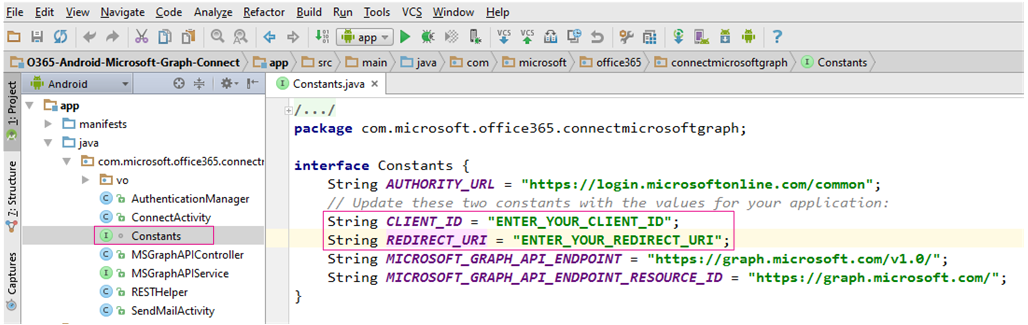 File Edit View Navigate Code Analyze Refactor Build Run Tools VCS Window Help
app VCS VCS ?
O365-Android-Microsoft-Graph-Connect app src main java com microsoft office365 connectmicrosoftgraph Constants
1: Project
7: Structure
Captures
Android
app
manifests
java
com.microsoft.office365.connectr
vo
AuthenticationManager
ConnectActivity
Constants
MSGraphAPIController
MSGraphAPIService
RESTHelper
SendMailActivity
Constants.java
/.../
package com.microsoft.office365.connectmicrosoftgraph;
interface Constants {
String AUTHORITY_URL = "https://login.microsoftonline.com/common";
// Update these two constants with the values for your application:
String CLIENT_ID = "ENTER_YOUR_CLIENT_ID";
String REDIRECT_URI = "ENTER_YOUR_REDIRECT_URI";
String MICROSOFT_GRAPH_API_ENDPOINT = "https://graph.microsoft.com/v1.0/";
String MICROSOFT_GRAPH_API_ENDPOINT_RESOURCE_ID = "https://graph.microsoft.com/";
}